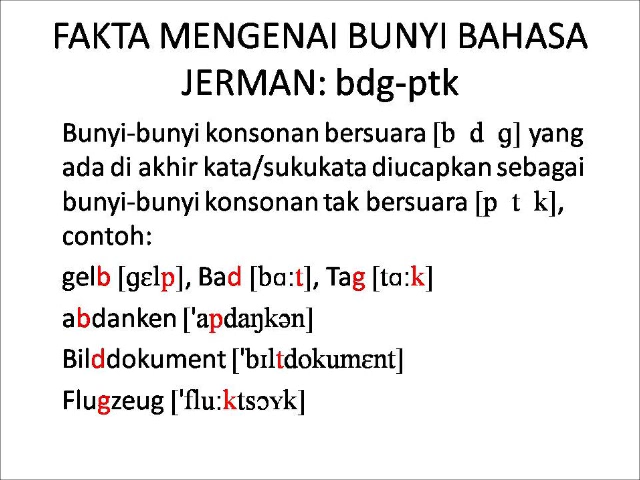 FAKTA MENGENAI BUNYI BAHASA
JERMAN: bdg-ptk
Bunyi-bunyi konsonan bersuara [b d ɡ] yang
ada di akhir kata/sukukata diucapkan sebagai
bunyi-bunyi konsonan tak bersuara [p t k],
contoh:
gelb [ɡɛlp], Bad [bɑːt], Tag [tɑːk]
abdanken ['apdaŋkən]
Bilddokument ['bɪltdokumɛnt]
Flugzeug ['fluːktsɔʏk]